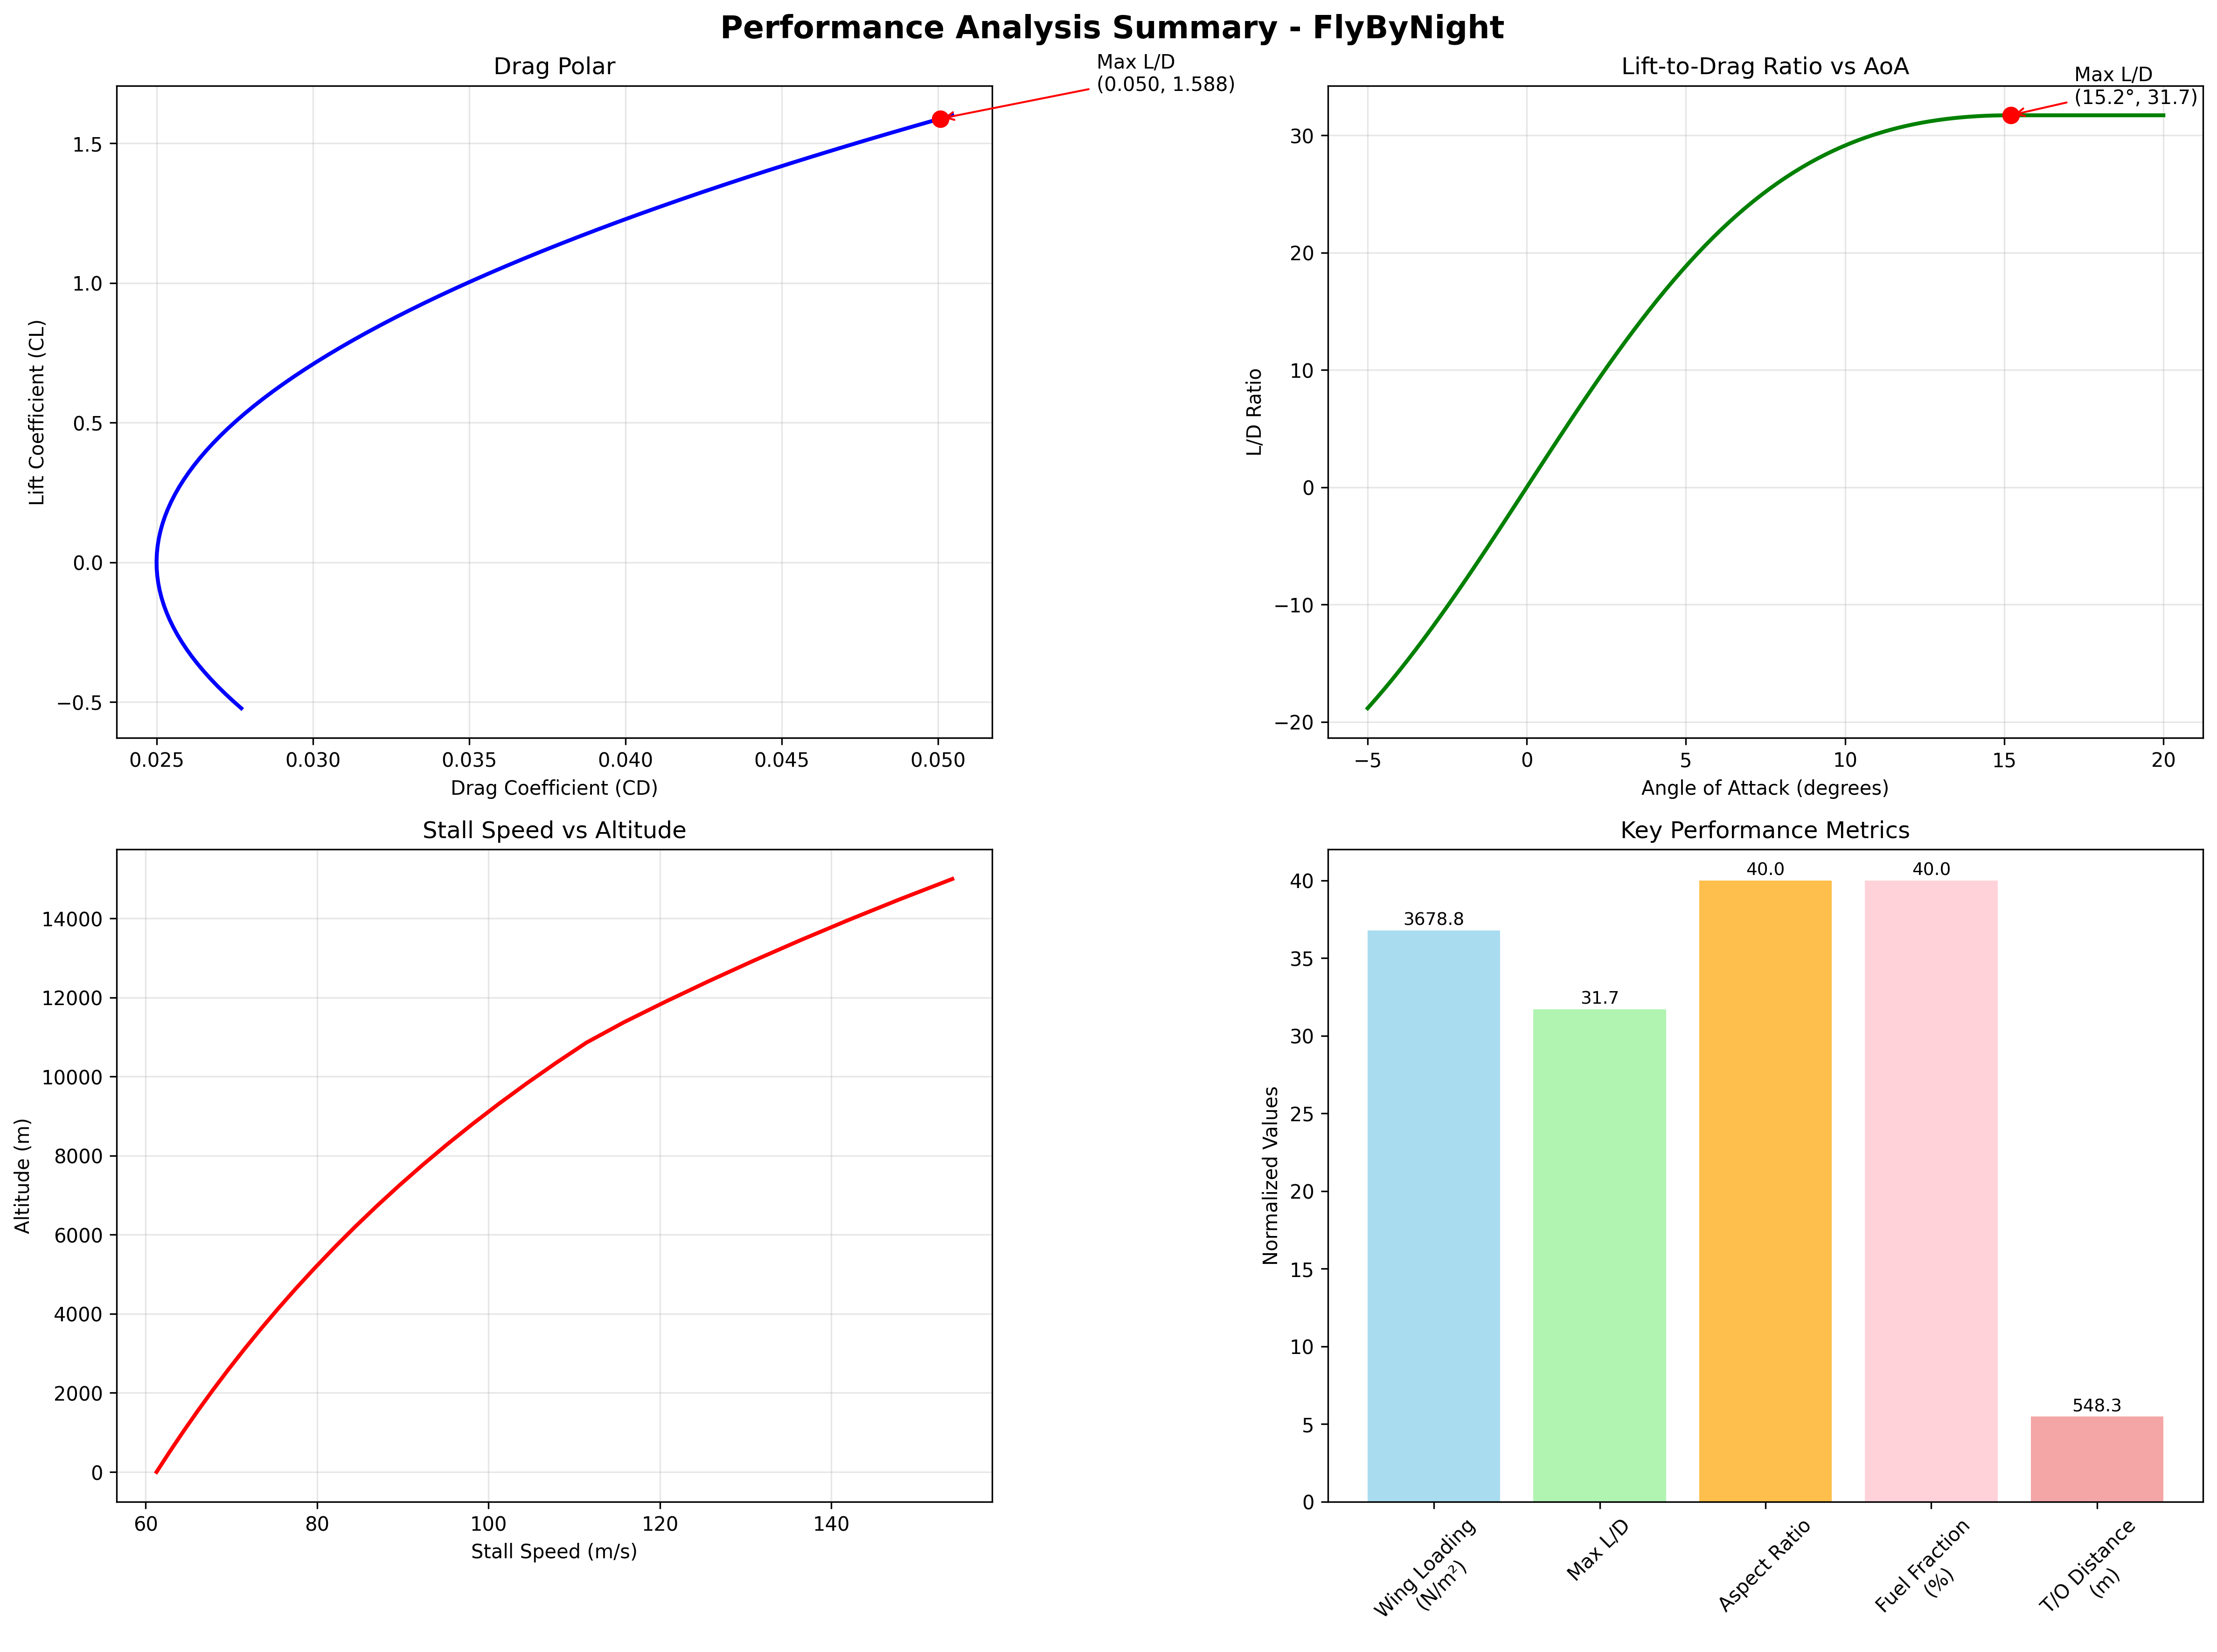 Performance Analysis Summary - FlyByNight
Drag Polar
Max L/D
(0.050, 1.588)
1.5
1.0
0.5
0.0
−0.5
Lift Coefficient (CL)
0.025 0.030 0.035 0.040 0.045 0.050
Drag Coefficient (CD)
Lift-to-Drag Ratio vs AoA
Max L/D
(15.2°, 31.7)
30
20
10
0
−10
−20
L/D Ratio
−5 0 5 10 15 20
Angle of Attack (degrees)
Stall Speed vs Altitude
14000
12000
10000
8000
6000
4000
2000
0
Altitude (m)
60 80 100 120 140
Stall Speed (m/s)
Key Performance Metrics
40
35
30
25
20
15
10
5
0
Normalized Values
3678.8
31.7
40.0
40.0
548.3
Wing Loading
(N/m²)
Max L/D
Aspect Ratio
Fuel Fraction
(%)
T/O Distance
(m)